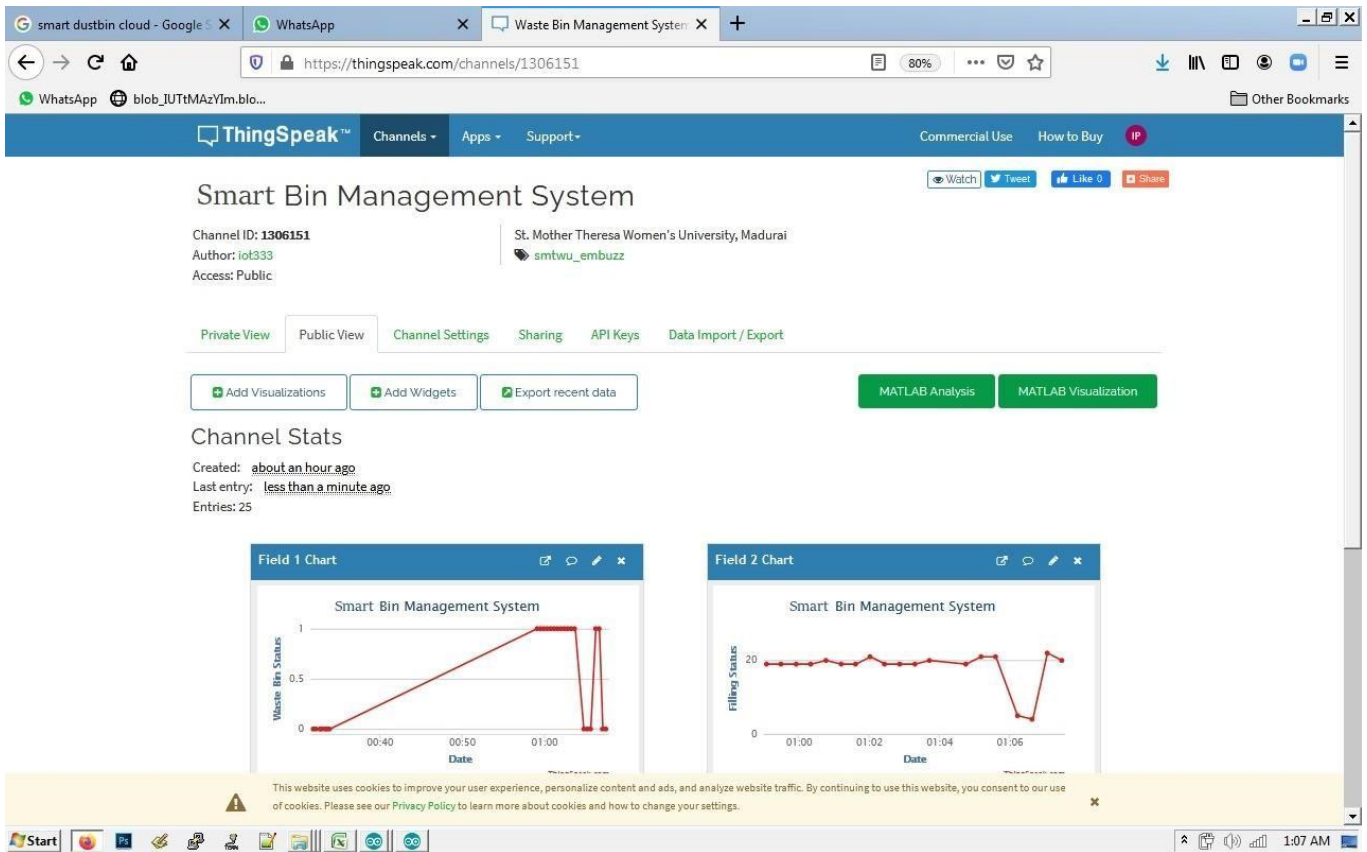 smart dustbin cloud - Google S
WhatsApp
Waste Bin Management System
https://thingspeak.com/channels/1306151
80%
WhatsApp
blob_IUTtMAzYIm.blo...
Other Bookmarks
ThingSpeak™
Channels
Apps
Support
Commercial Use
How to Buy
IP
Smart Bin Management System
Watch
Tweet
Like 0
Share
Channel ID: 1306151
Author: iot333
Access: Public
St. Mother Theresa Women's University, Madurai
smtwu_embuzz
Private View
Public View
Channel Settings
Sharing
API Keys
Data Import / Export
Add Visualizations
Add Widgets
Export recent data
MATLAB Analysis
MATLAB Visualization
Channel Stats
Created: about an hour ago
Last entry: less than a minute ago
Entries: 25
Field 1 Chart
Smart Bin Management System
Waste Bin Status
1
0.5
0
00:40 00:50 01:00
Date
Field 2 Chart
Smart Bin Management System
Filling Status
20
0
01:00 01:02 01:04 01:06
Date
This website uses cookies to improve your user experience, personalize content and ads, and analyze website traffic. By continuing to use this website, you consent to our use
of cookies. Please see our Privacy Policy to learn more about cookies and how to change your settings.
Start
Ps
1:07 AM